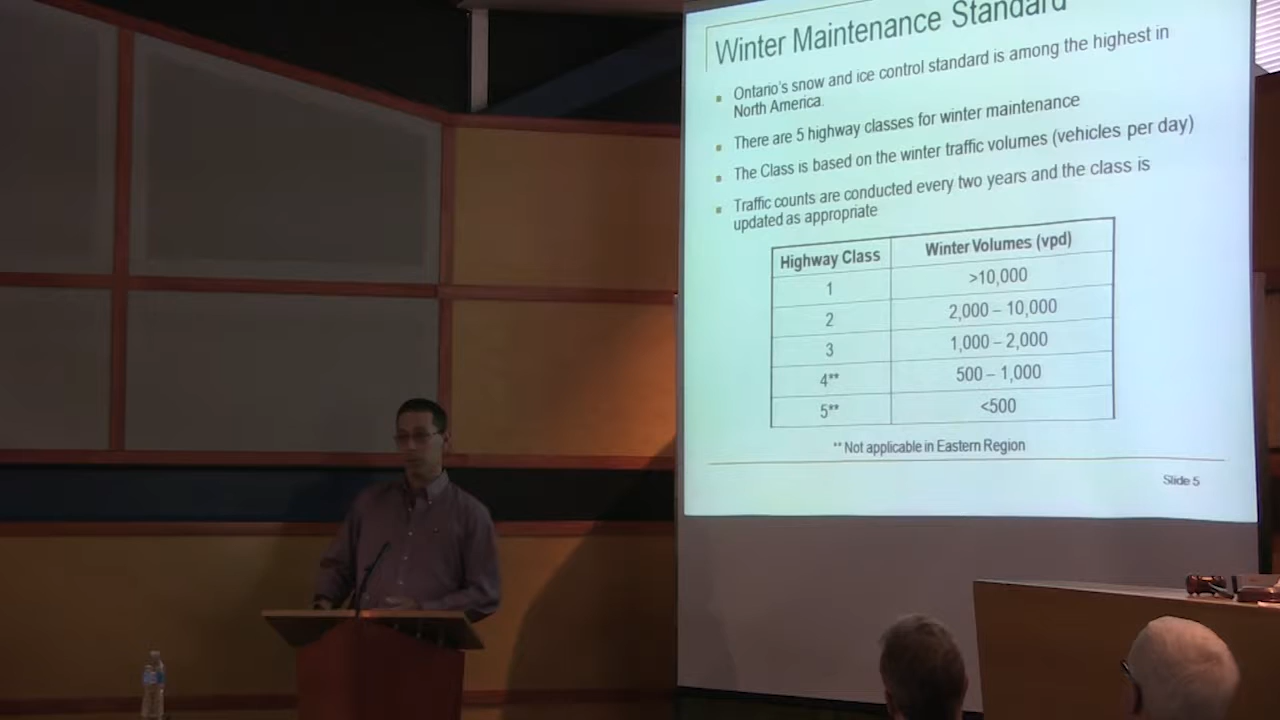 Winter Maintenance Standard
Ontario's snow and ice control standard is among the highest in
North America.
There are 5 highway classes for winter maintenance
The Class is based on the winter traffic volumes (vehicles per day)
Traffic counts are conducted every two years and the class is
updated as appropriate
Highway Class Winter Volumes (vpd)
1 >10,000
2 2,000 – 10,000
3 1,000 – 2,000
4** 500 – 1,000
5** <500
** Not applicable in Eastern Region
Slide 5